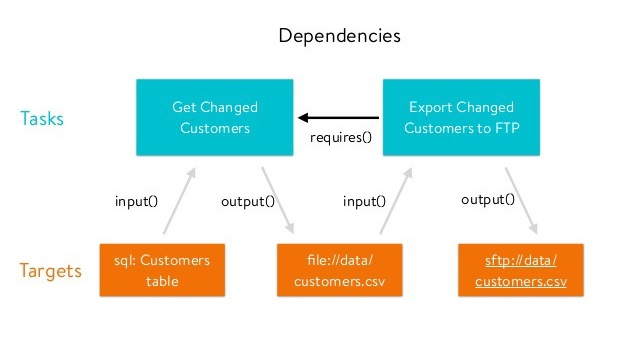 Dependencies
Tasks
Get Changed
Customers
Export Changed
Customers to FTP
requires()
input()
output()
input()
output()
Targets
sql: Customers
table
file://data/
customers.csv
sftp://data/
customers.csv